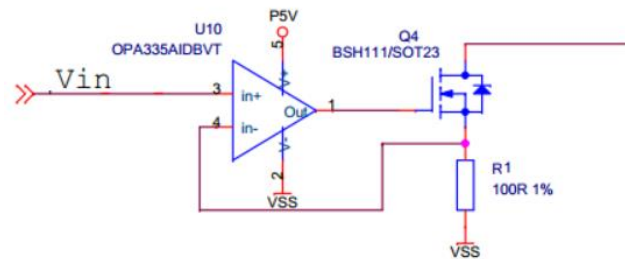 U10
OPA335AIDBVT
P5V
5
Q4
BSH111/SOT23
Vin
3
in+
V+
Out
1
4
in-
V-
2
VSS
R1
100R 1%
VSS